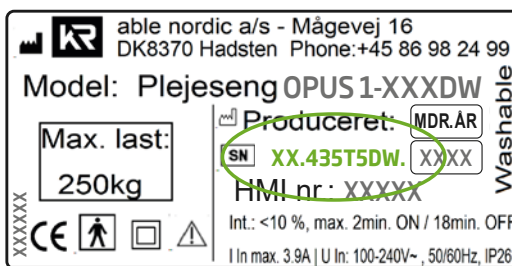 KR
able nordic a/s - Mågevej 16
DK8370 Hadsten Phone:+45 86 98 24 99
Model: Plejeseng OPUS 1-XXXDW
Max. last:
250kg
Produceret: MDR.ÅR
SN XX.435T5DW. XXXX
HMI nr.: XXXXX
Int.: <10 %, max. 2min. ON / 18min. OFF
I In max. 3.9A | U In: 100-240V~ , 50/60Hz, IP26
Washable
XXXXXX
CE